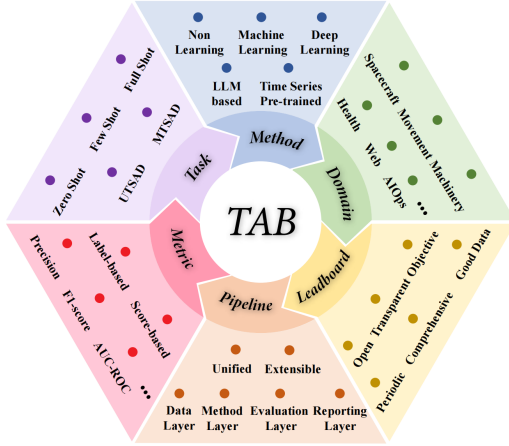 Non
Learning
Machine
Learning
Deep
Learning
LLM
based
Time Series
Pre-trained
Method
Full Shot
Few Shot
Zero Shot
MTSAD
UTSAD
Task
Spacecraft
Movement
Machinery
Health
Web
AIOps
...
Domain
TAB
Precision
Label-based
F1-score
Score-based
AUC-ROC
...
Metric
Pipeline
Unified
Extensible
Data
Layer
Method
Layer
Evaluation
Layer
Reporting
Layer
Leadboard
Objective
Good Data
Transparent
Open
Comprehensive
Periodic